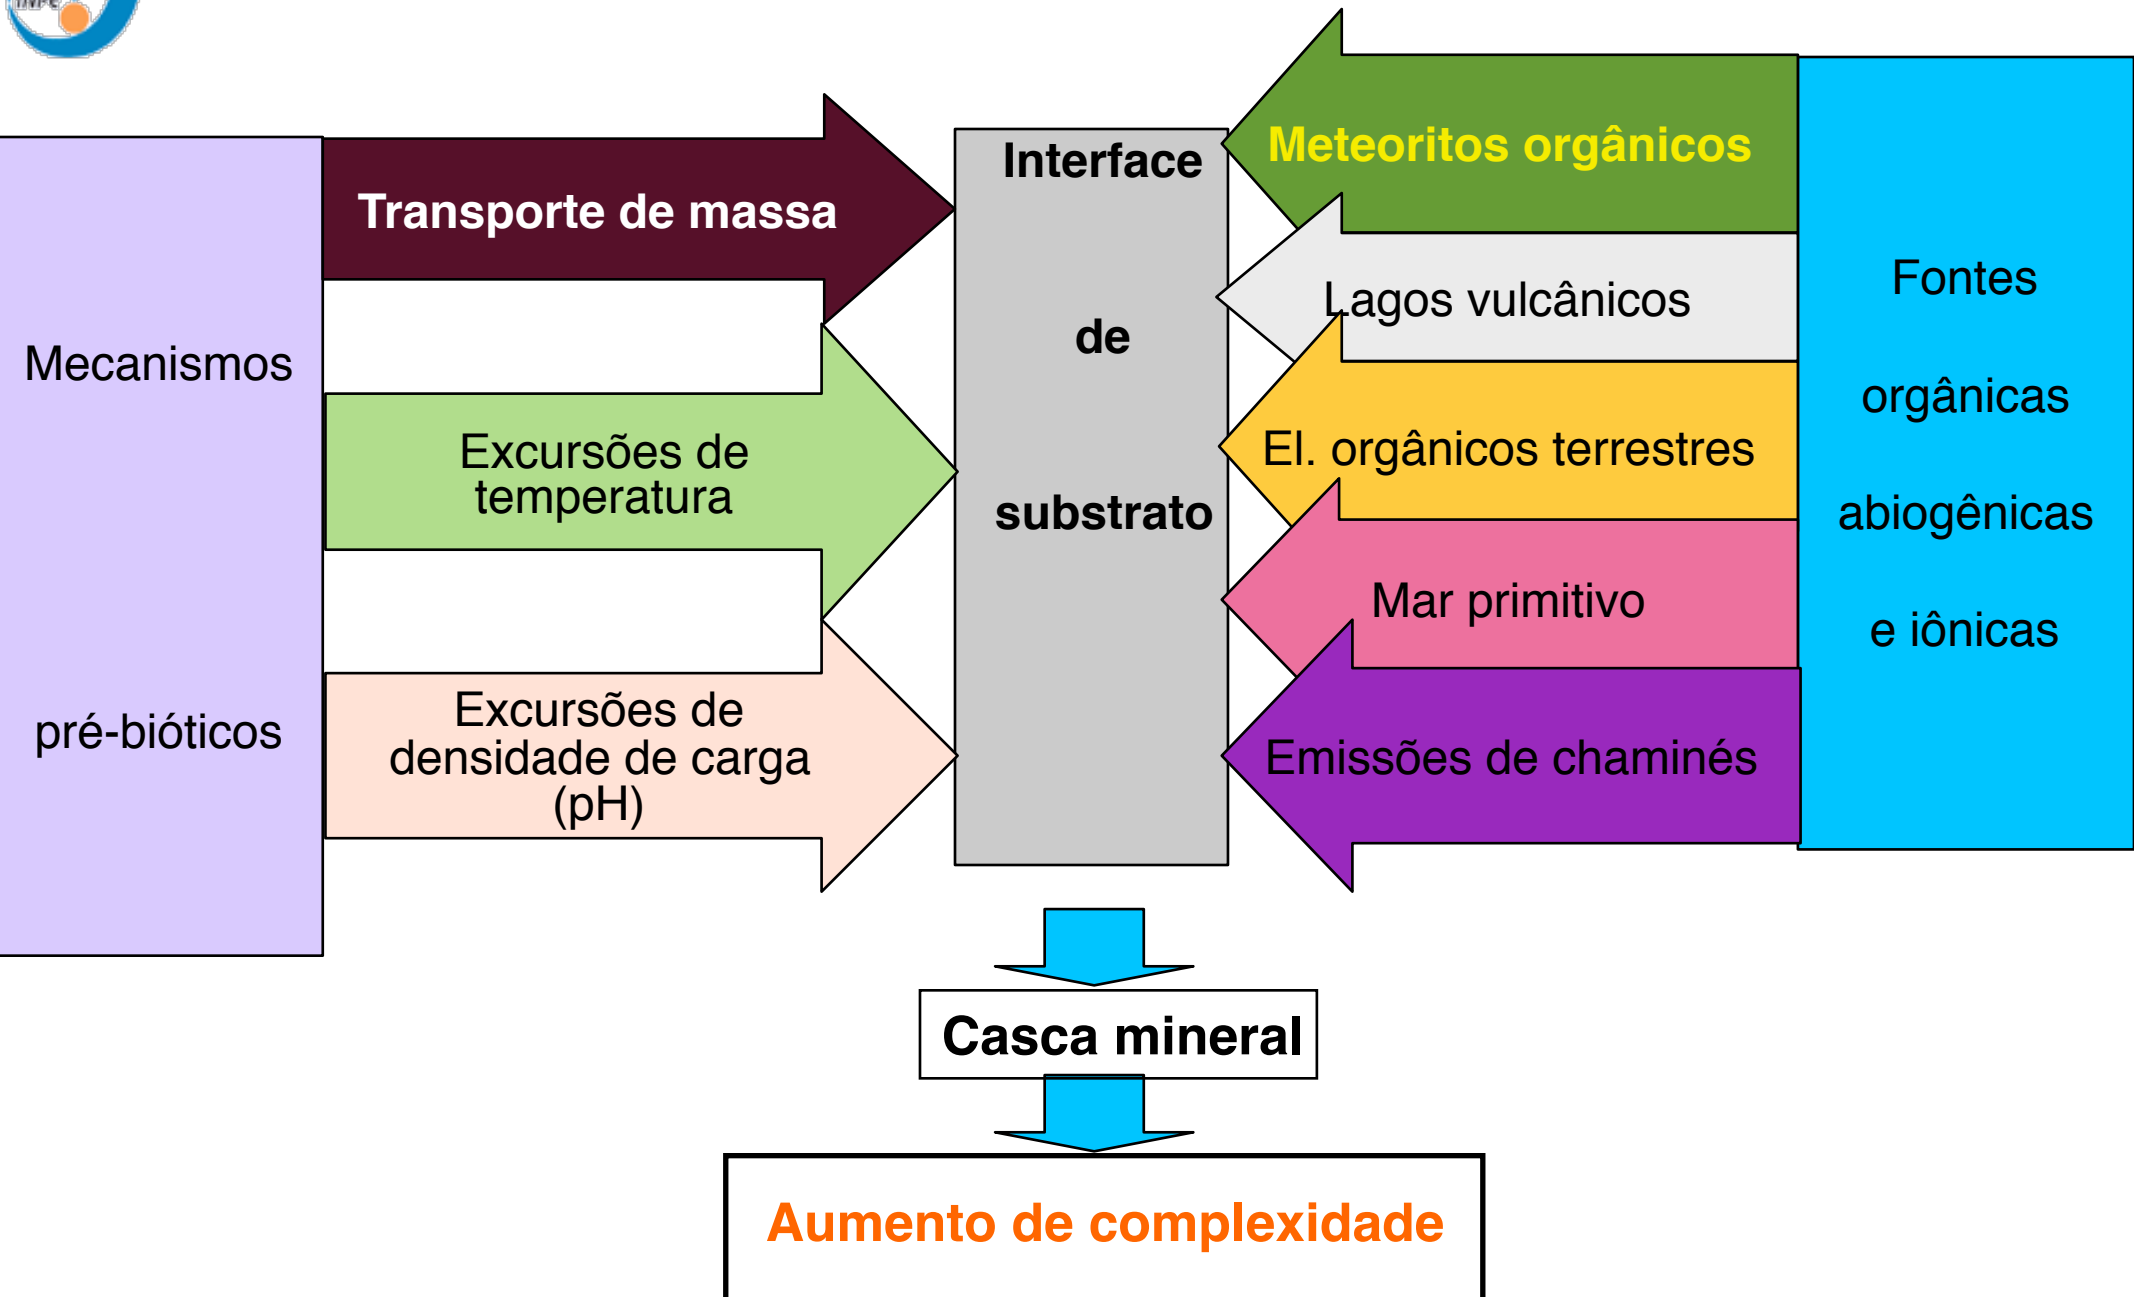 INPE
Mecanismos
pré-bióticos
Transporte de massa
Excursões de
temperatura
Excursões de
densidade de carga
(pH)
Interface
de
substrato
Meteoritos orgânicos
Lagos vulcânicos
El. orgânicos terrestres
Mar primitivo
Emissões de chaminés
Fontes
orgânicas
abiogênicas
e iônicas
Casca mineral
Aumento de complexidade